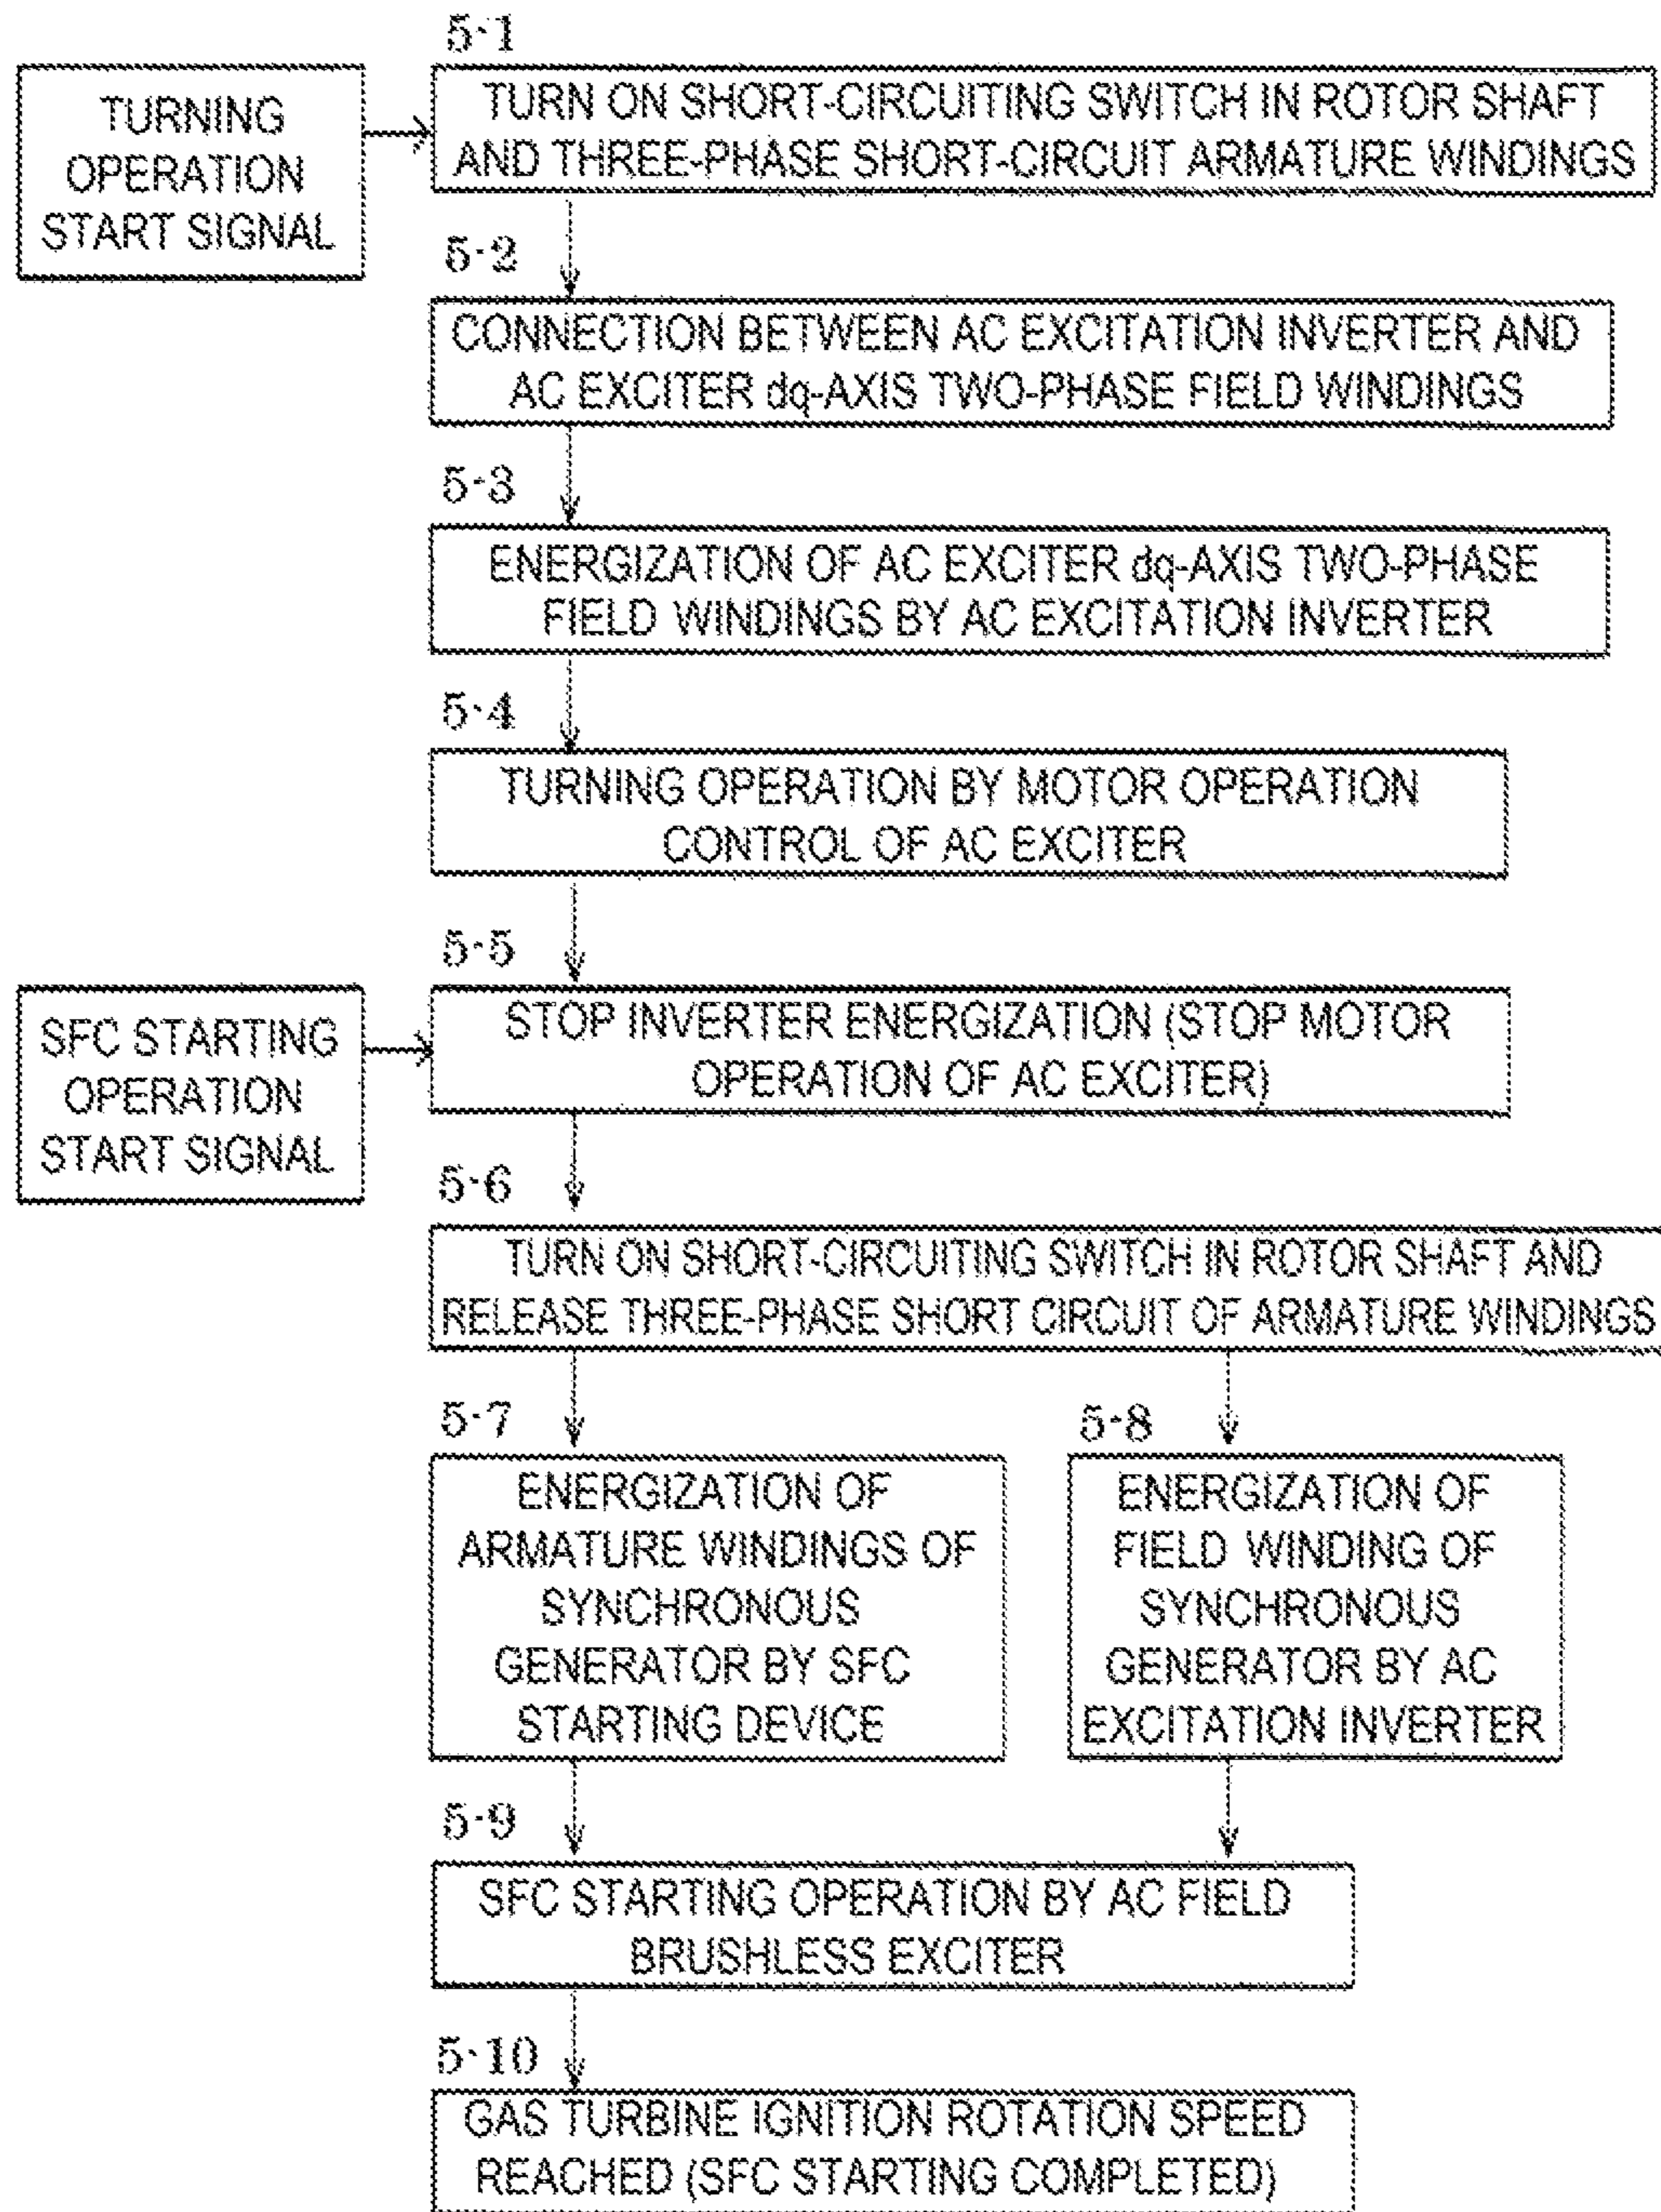 5-1
TURNING
OPERATION
START SIGNAL
TURN ON SHORT-CIRCUITING SWITCH IN ROTOR SHAFT
AND THREE-PHASE SHORT-CIRCUIT ARMATURE WINDINGS
5-2
CONNECTION BETWEEN AC EXCITATION INVERTER AND
AC EXCITER dq-AXIS TWO-PHASE FIELD WINDINGS
5-3
ENERGIZATION OF AC EXCITER dq-AXIS TWO-PHASE
FIELD WINDINGS BY AC EXCITATION INVERTER
5-4
TURNING OPERATION BY MOTOR OPERATION
CONTROL OF AC EXCITER
5-5
SFC STARTING
OPERATION
START SIGNAL
STOP INVERTER ENERGIZATION (STOP MOTOR
OPERATION OF AC EXCITER)
5-6
TURN ON SHORT-CIRCUITING SWITCH IN ROTOR SHAFT AND
RELEASE THREE-PHASE SHORT CIRCUIT OF ARMATURE WINDINGS
5-7
ENERGIZATION OF
ARMATURE WINDINGS OF
SYNCHRONOUS
GENERATOR BY SFC
STARTING DEVICE
5-8
ENERGIZATION OF
FIELD WINDING OF
SYNCHRONOUS
GENERATOR BY AC
EXCITATION INVERTER
5-9
SFC STARTING OPERATION BY AC FIELD
BRUSHLESS EXCITER
5-10
GAS TURBINE IGNITION ROTATION SPEED
REACHED (SFC STARTING COMPLETED)